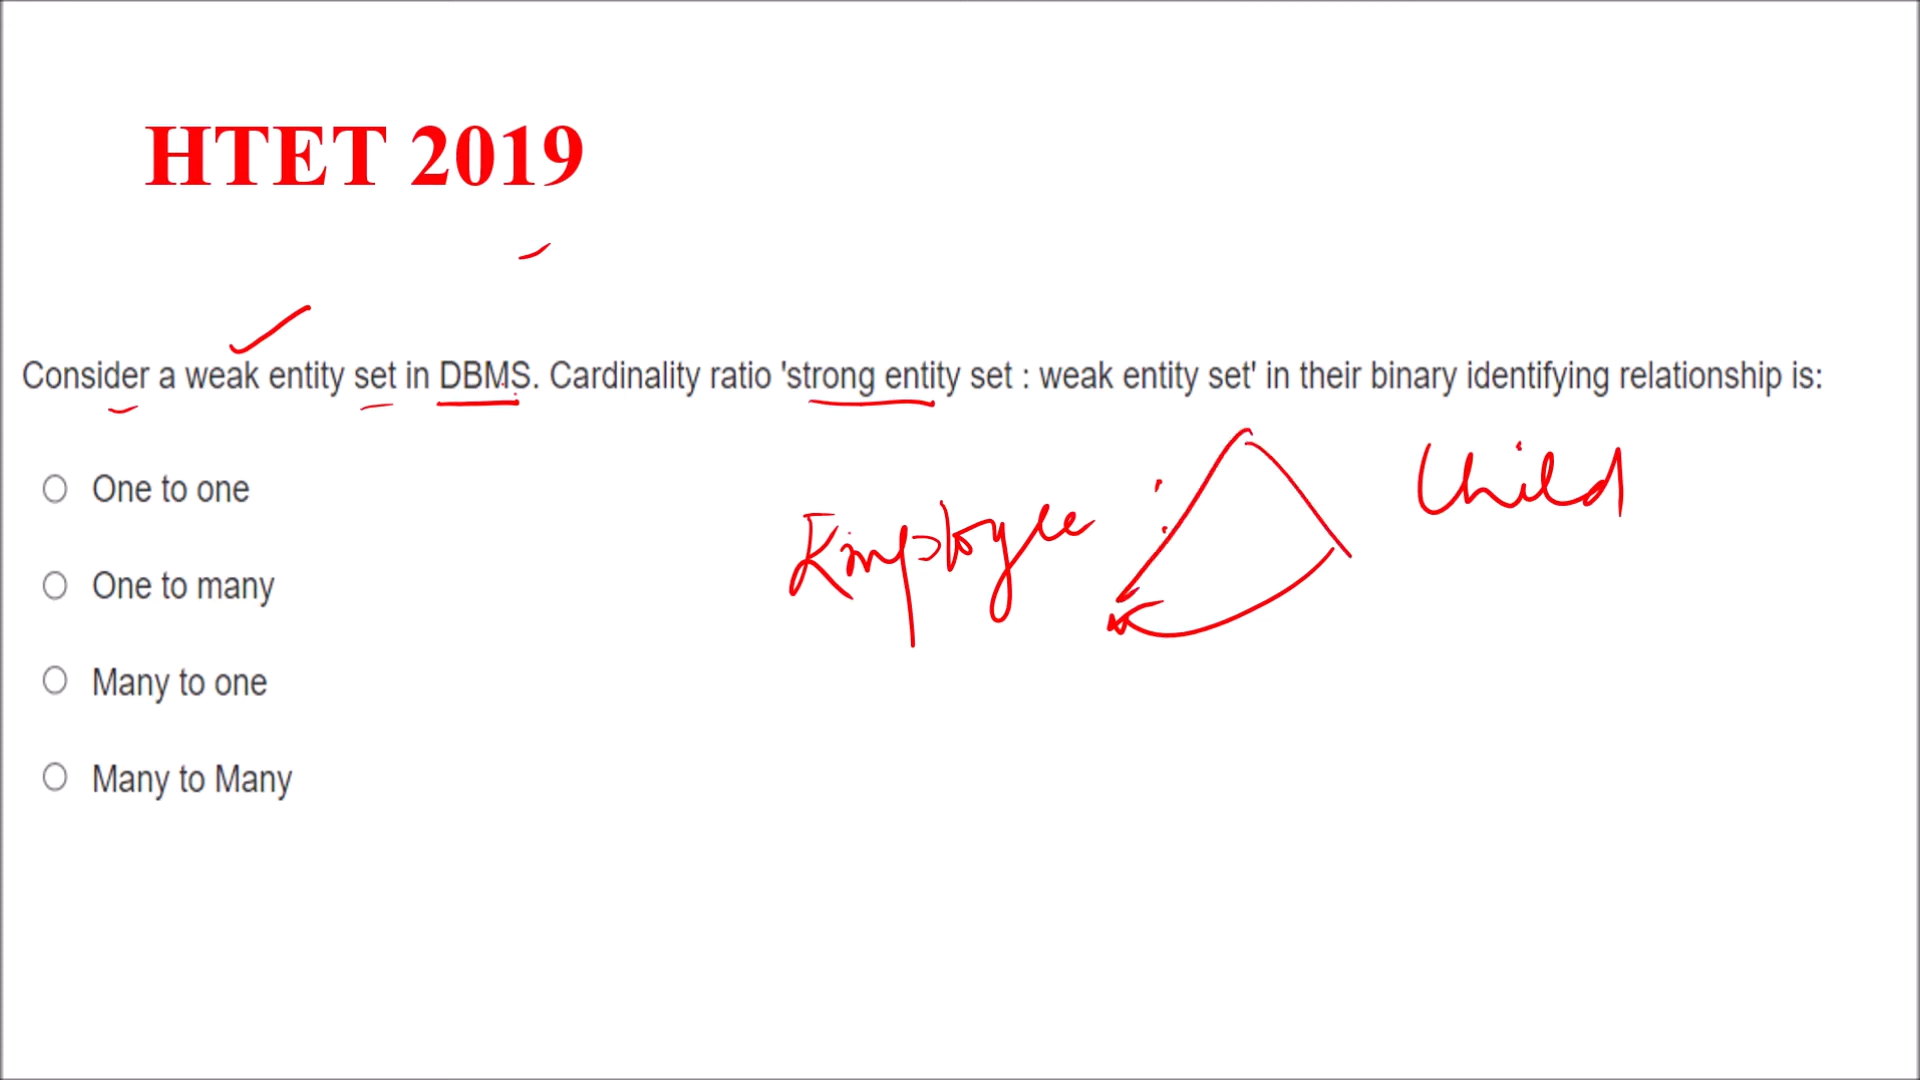 HTET 2019
Consider a weak entity set in DBMS. Cardinality ratio 'strong entity set : weak entity set' in their binary identifying relationship is:
One to one
One to many
Many to one
Many to Many
Employee :
Child